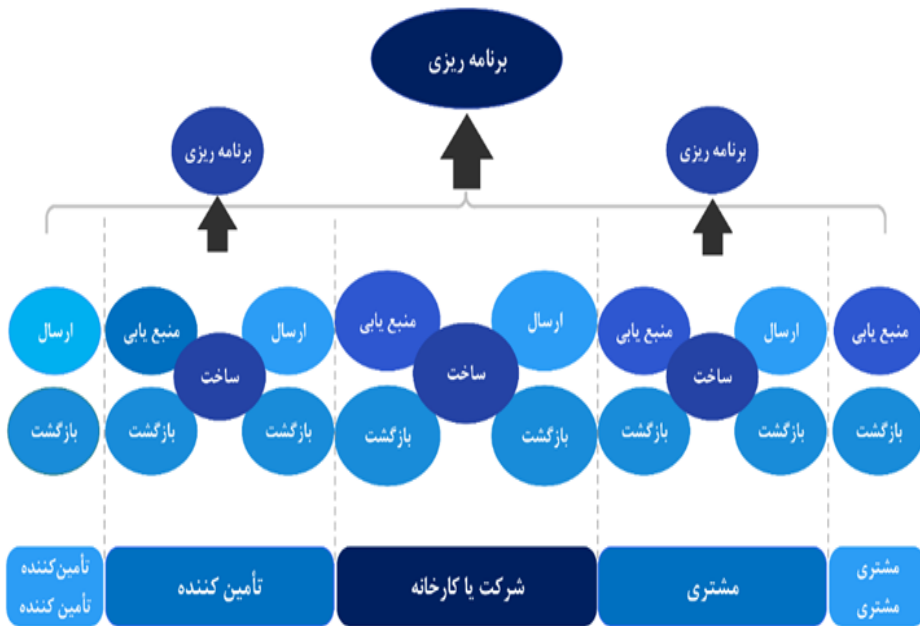 برنامه ریزی
برنامه ریزی
برنامه ریزی
منبع یابی
ارسال
منبع یابی
ارسال
منبع یابی
ارسال
منبع یابی
ارسال
ساخت
ساخت
ساخت
بازگشت
بازگشت
بازگشت
بازگشت
بازگشت
بازگشت
بازگشت
بازگشت
مشتری
مشتری
مشتری
شرکت یا کارخانه
تأمین کننده
تأمین‌کننده
تأمین کننده